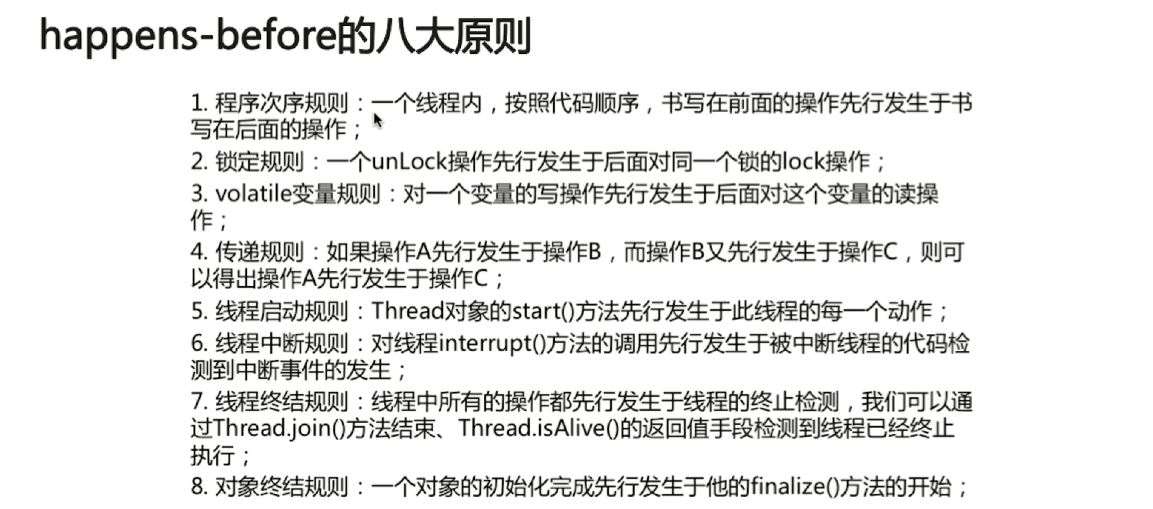 happens-before的八大原则
1. 程序次序规则：一个线程内，按照代码顺序，书写在前面的操作先行发生于书
写在后面的操作；
2. 锁定规则：一个unLock操作先行发生于后面对同一个锁的lock操作；
3. volatile变量规则：对一个变量的写操作先行发生于后面对这个变量的读操
作；
4. 传递规则：如果操作A先行发生于操作B，而操作B又先行发生于操作C，则可
以得出操作A先行发生于操作C；
5. 线程启动规则：Thread对象的start()方法先行发生于此线程的每一个动作；
6. 线程中断规则：对线程interrupt()方法的调用先行发生于被中断线程的代码检
测到中断事件的发生；
7. 线程终结规则：线程中所有的操作都先行发生于线程的终止检测，我们可以通
过Thread.join()方法结束、Thread.isAlive()的返回值手段检测到线程已经终止
执行；
8. 对象终结规则：一个对象的初始化完成先行发生于他的finalize()方法的开始；